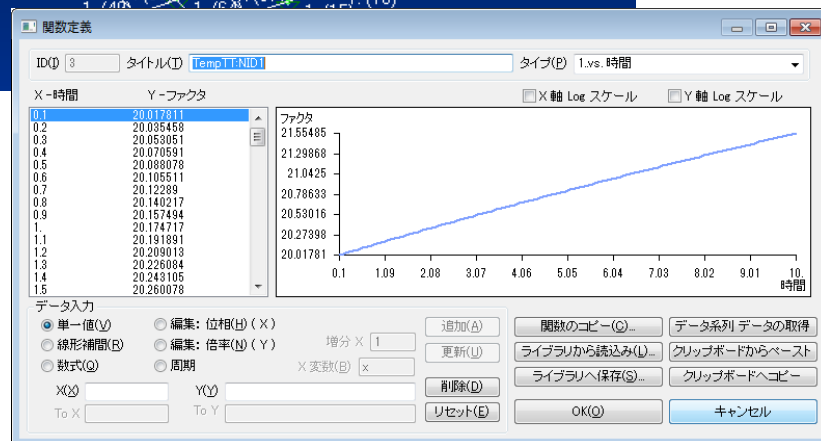 関数定義
ID(I) 3 タイトル(T) TempTT:NID1 タイプ(P) 1..vs. 時間
X -時間 Y -ファクタ X 軸 Log スケール Y 軸 Log スケール
0.1 20.017811
0.2 20.035458
0.3 20.053051
0.4 20.070591
0.5 20.088078
0.6 20.105511
0.7 20.12289
0.8 20.140217
0.9 20.157494
1. 20.174717
1.1 20.191891
1.2 20.209013
1.3 20.226084
1.4 20.243105
1.5 20.260078
ファクタ
21.55485
21.29868
21.0425
20.78633
20.53016
20.27398
20.01781
0.1 1.09 2.08 3.07 4.06 5.05 6.04 7.03 8.02 9.01 10.
時間
データ入力
単一値(V) 編集: 位相(H) ( X ) 追加(A) 関数のコピー(C)... データ系列 データの取得
線形補間(R) 編集: 倍率(N) ( Y ) 増分 X 1 更新(U) ライブラリから読込み(L)... クリップボードからペースト
数式(Q) 周期 X 変数(B) x 削除(D) ライブラリへ保存(S)... クリップボードへコピー
X(X) Y(Y)
To X To Y リセット(E) OK(O) キャンセル